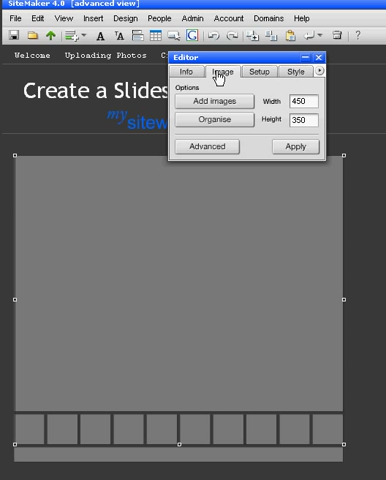 SiteMaker 4.0 [advanced view]
File Edit View Insert Design People Admin Account Domains Help
Welcome Uploading Photos
Editor
Info Image Setup Style
Create a Slides
Options
Add images Width 450
Organise Height 350
my sitew
Advanced Apply